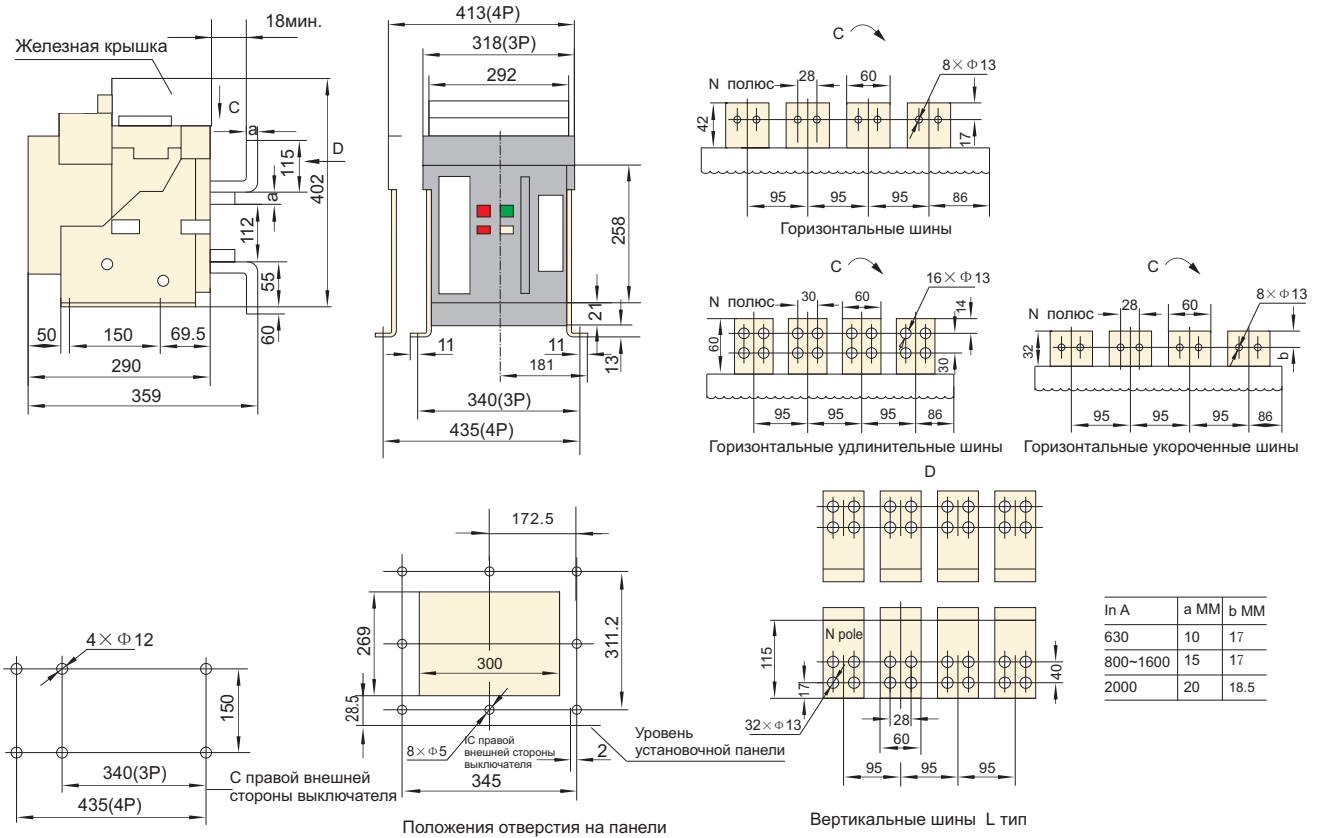 18мин.
Железная крышка
C
a
115
D
402
a
112
55
60
50
150
69.5
290
359
413(4P)
318(3P)
292
258
21
11
11
13
181
340(3P)
435(4P)
C
8×Φ13
N полюс
28
60
42
17
95
95
95
86
Горизонтальные шины
C
16×Φ13
N полюс
30
60
14
60
30
95
95
95
86
Горизонтальные удлинительные шины
C
8×Φ13
N полюс
28
60
32
b
95
95
95
86
Горизонтальные укороченные шины
4×Φ12
150
340(3P)
435(4P)
С правой внешней
стороны выключателя
172.5
269
300
311.2
28.5
8×Φ5
IC правой
внешней стороны
выключателя
2
345
Уровень
установочной панели
Положения отверстия на панели
D
N pole
115
17
40
32×Φ13
28
60
95
95
95
Вертикальные шины L тип
In A a MM b MM
630 10 17
800~1600 15 17
2000 20 18.5